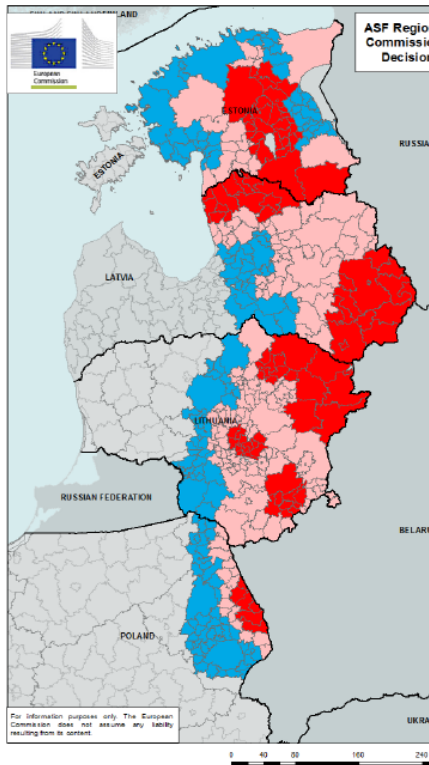 ASF Region
Commissio
Decision
European
Commission
ESTONIA
RUSSIA
ESTONIA
LATVIA
LITHUANIA
RUSSIAN FEDERATION
BELARU
POLAND
For information purposes only. The European
Commission does not assume any liability
resulting from its content.
UKRA
0 40 80 160 240